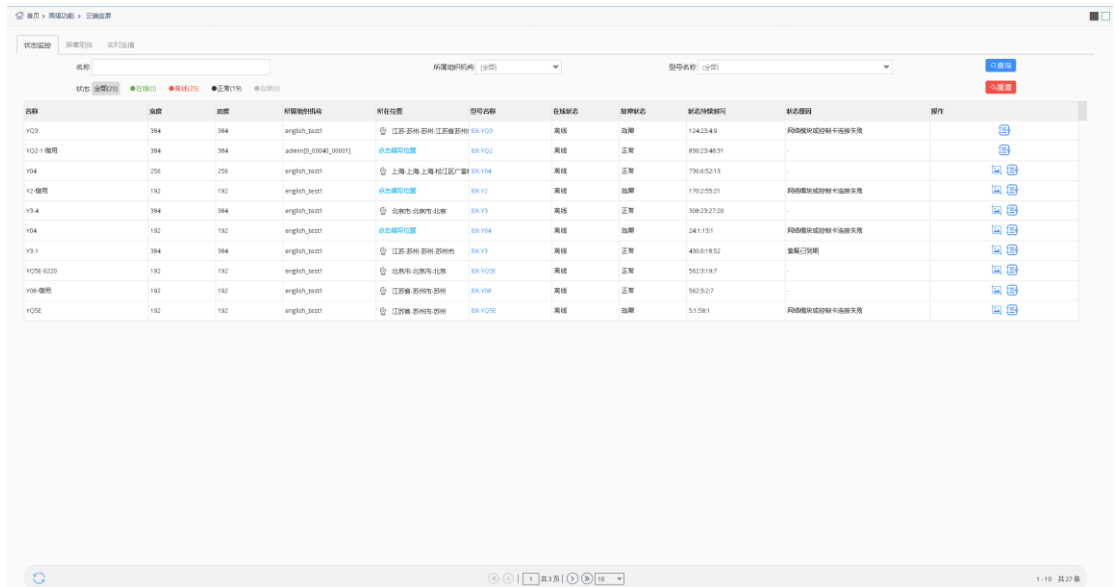 首页 > 高级功能 > 云端监屏
状态监控 异常矩阵 实时监播
名称 所属组织机构 (全部) 型号名称 (全部) 查询
状态 全部(25) 在线(0) 离线(25) 正常(19) 故障(6) 重置
名称 宽度 高度 所属组织机构 所在位置 型号名称 在线状态 故障状态 状态持续时间 状态原因 操作
YQ3 384 384 english_test1 江苏-苏州-苏州-江苏省苏州 BX-YQ3 离线 故障 124:23:4:9 网络模块或控制卡连接失败
YQ2-1-借用 384 384 admin[0_00040_00001] 点击填写位置 BX-YQ2 离线 正常 836:23:48:31 -
Y04 256 256 english_test1 上海-上海-上海-松江区广富 BX-Y04 离线 正常 736:6:52:13 -
Y2-借用 192 192 english_test1 点击填写位置 BX-Y2 离线 故障 170:2:55:21 网络模块或控制卡连接失败
Y3-4 384 384 english_test1 北京市-北京市-北京 BX-Y3 离线 正常 308:23:27:20 -
Y04 192 192 english_test1 点击填写位置 BX-Y04 离线 故障 24:1:13:1 网络模块或控制卡连接失败
Y3-1 384 384 english_test1 江苏-苏州-苏州-苏州市 BX-Y3 离线 正常 430:0:18:52 套餐已到期
YQ5E-0220 192 192 english_test1 北京市-北京市-北京 BX-YQ5E 离线 正常 562:3:19:7 -
Y08-借用 192 192 english_test1 江苏省-苏州市-苏州 BX-Y08 离线 正常 562:3:2:7 -
YQ5E 192 192 english_test1 江苏省-苏州市-苏州 BX-YQ5E 离线 故障 5:1:58:1 网络模块或控制卡连接失败
1 共3页 10 1 - 10 共27条